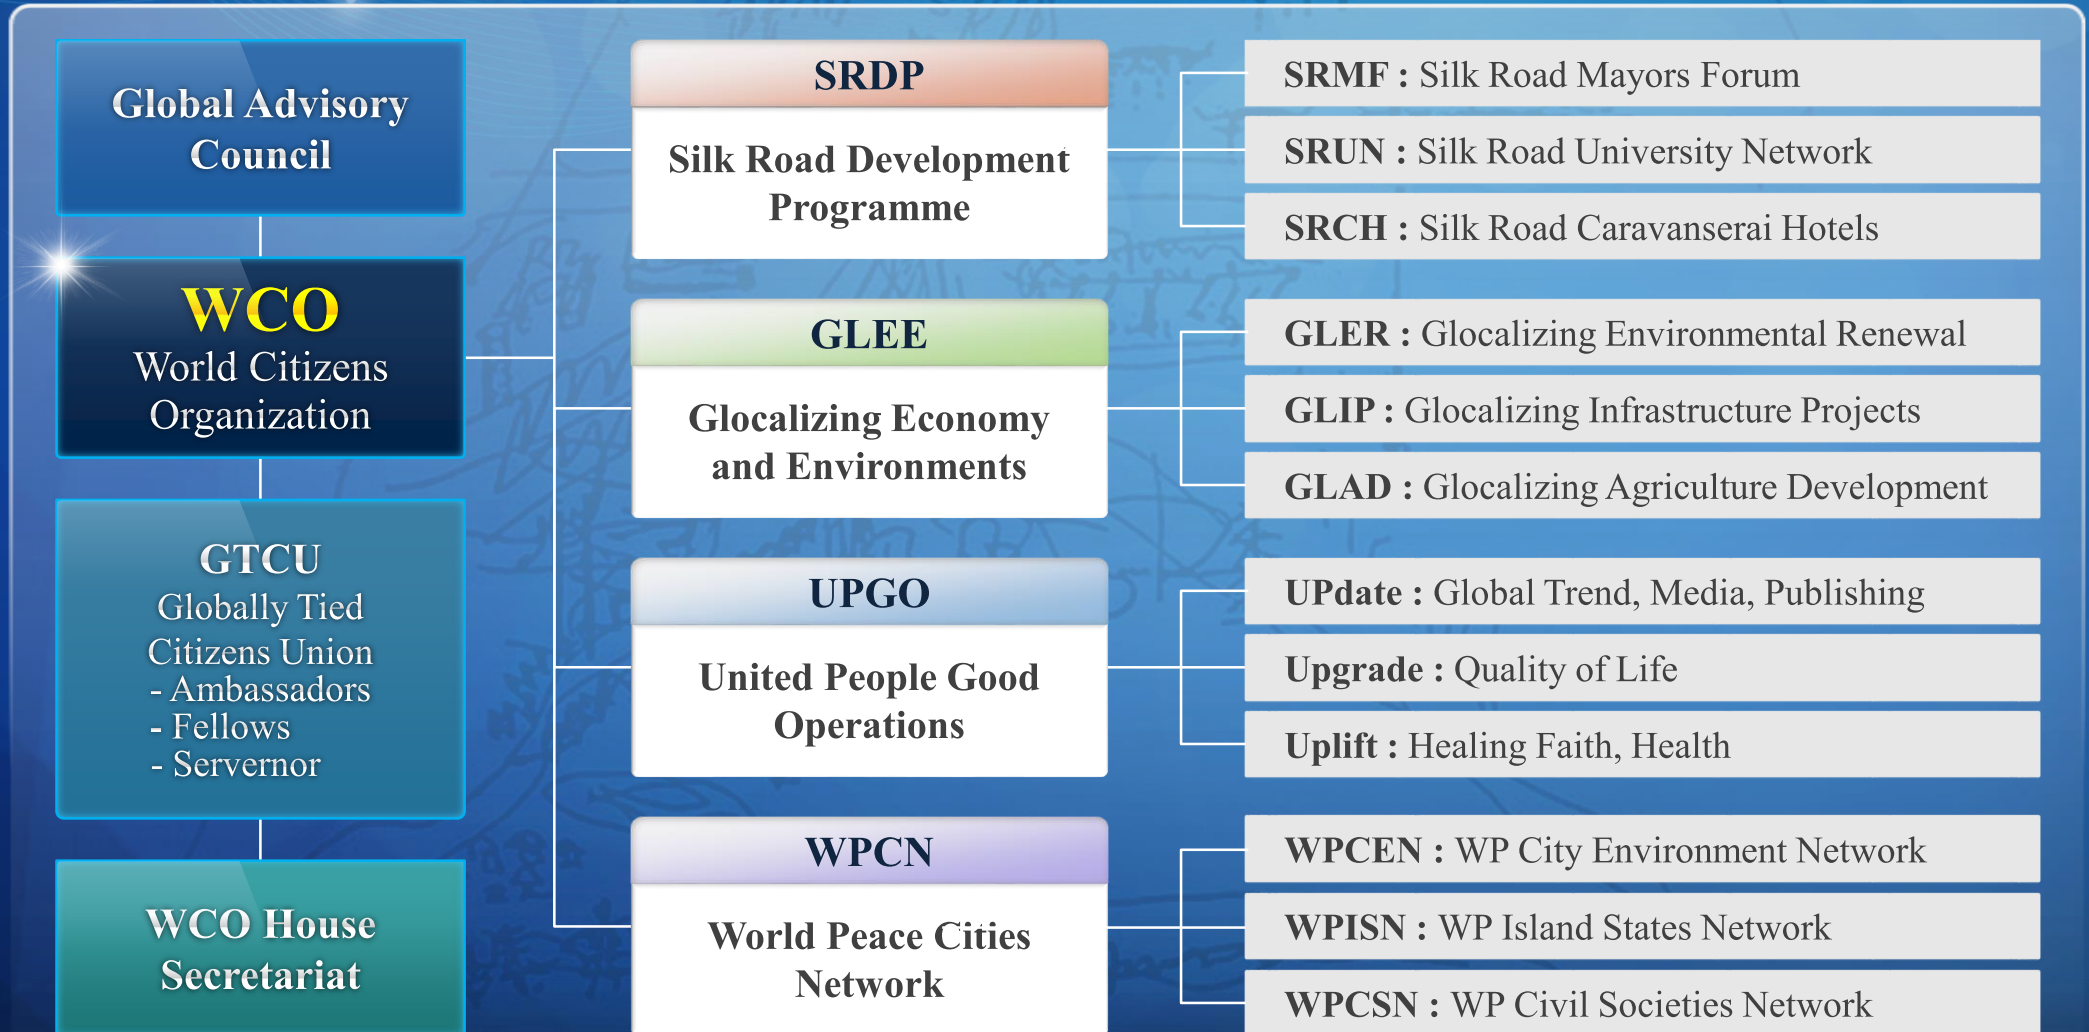 Global Advisory
Council
WCO
World Citizens
Organization
GTCU
Globally Tied
Citizens Union
- Ambassadors
- Fellows
- Servernor
WCO House
Secretariat
SRDP
Silk Road Development
Programme
SRMF : Silk Road Mayors Forum
SRUN : Silk Road University Network
SRCH : Silk Road Caravanserai Hotels
GLEE
Glocalizing Economy
and Environments
GLER : Glocalizing Environmental Renewal
GLIP : Glocalizing Infrastructure Projects
GLAD : Glocalizing Agriculture Development
UPGO
United People Good
Operations
UPdate : Global Trend, Media, Publishing
Upgrade : Quality of Life
Uplift : Healing Faith, Health
WPCN
World Peace Cities
Network
WPCEN : WP City Environment Network
WPISN : WP Island States Network
WPCSN : WP Civil Societies Network